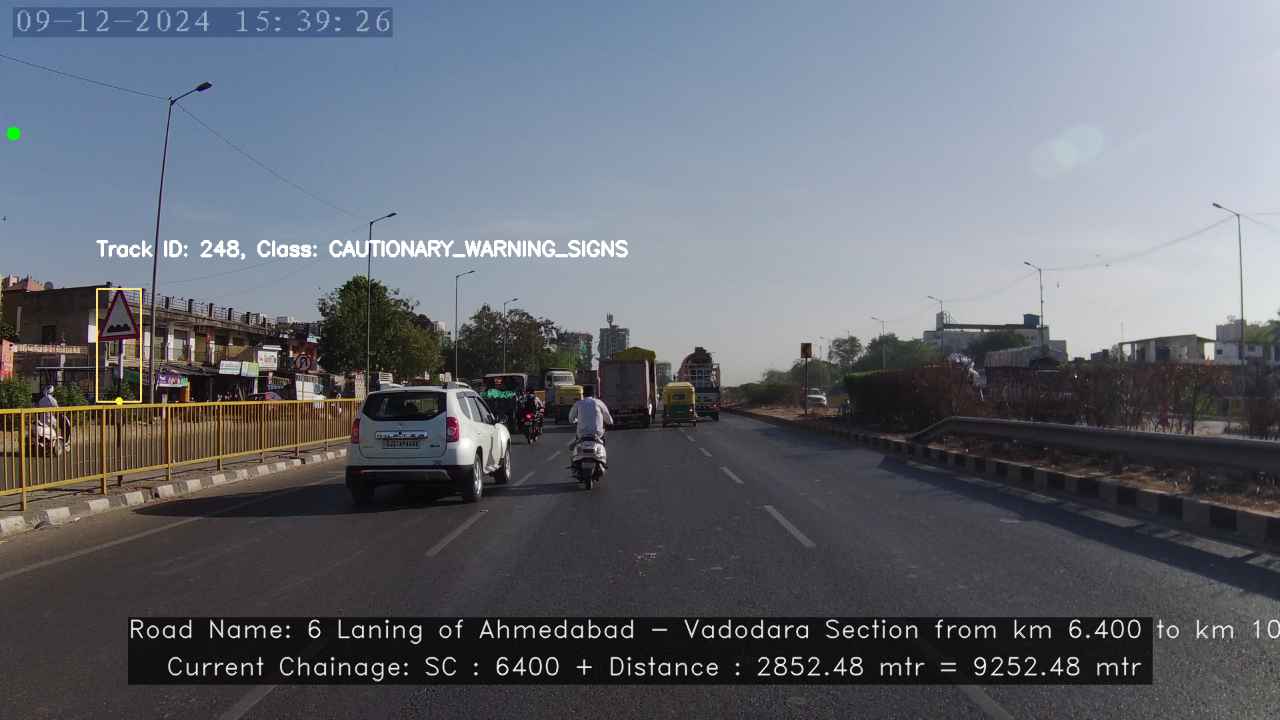 09-12-2024 15:39:26
Track ID: 248, Class: CAUTIONARY_WARNING_SIGNS
Road Name: 6 Laning of Ahmedabad - Vadodara Section from km 6.400 to km 10
Current Chainage: SC : 6400 + Distance : 2852.48 mtr = 9252.48 mtr